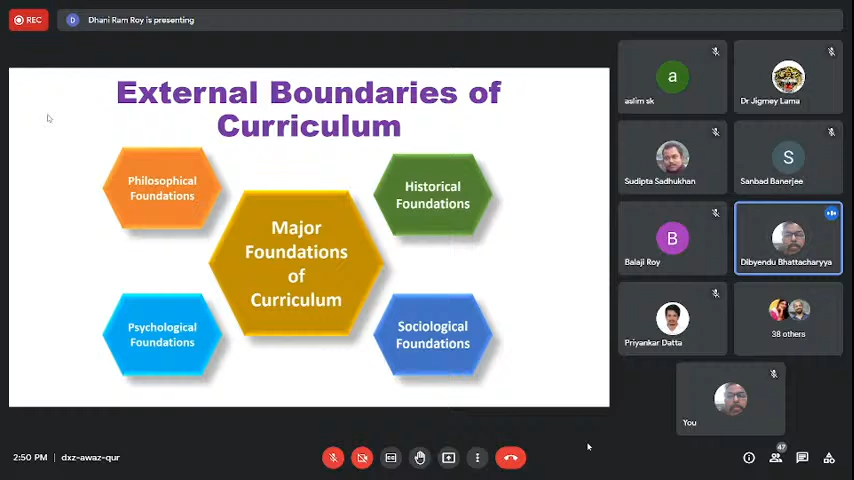 REC
D
Dhani Ram Roy is presenting
External Boundaries of
Curriculum
Philosophical
Foundations
Historical
Foundations
Major
Foundations
of
Curriculum
Psychological
Foundations
Sociological
Foundations
a
aslim sk
Dr Jigmey Lama
Sudipta Sadhukhan
S
Sanbad Banerjee
B
Balaji Roy
Dibyendu Bhattacharyya
Priyankar Datta
38 others
You
2:50 PM | dxz-awaz-qur
47